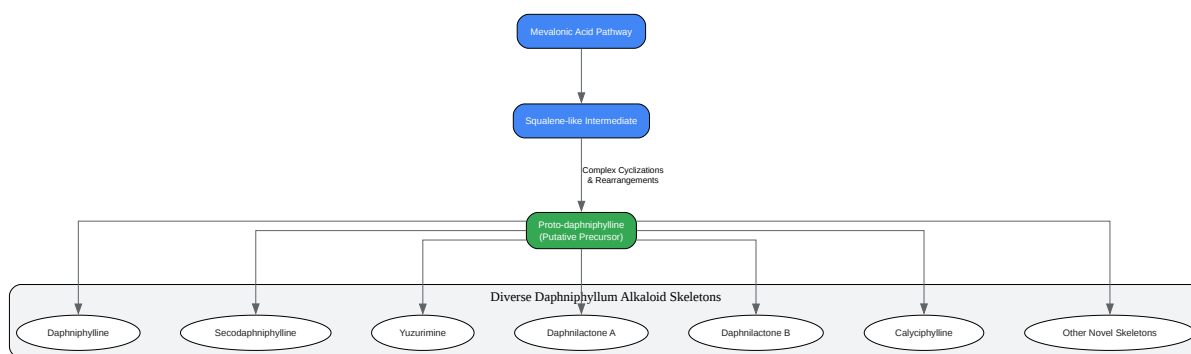 Mevalonic Acid Pathway
Squalene-like Intermediate
Complex Cyclizations
& Rearrangements
Proto-daphniphylline
(Putative Precursor)
Diverse Daphniphyllum Alkaloid Skeletons
Daphniphylline
Secodaphniphylline
Yuzurimine
Daphnilactone A
Daphnilactone B
Calyciphylline
Other Novel Skeletons